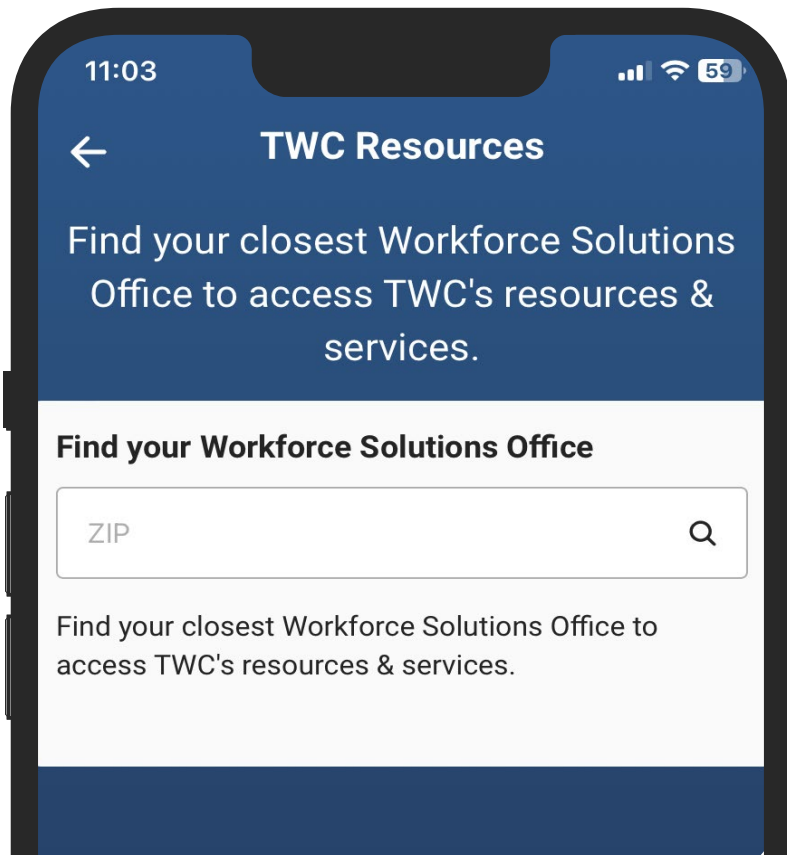 11:03
59
TWC Resources
Find your closest Workforce Solutions
Office to access TWC's resources &
services.
Find your Workforce Solutions Office
ZIP
Find your closest Workforce Solutions Office to
access TWC's resources & services.